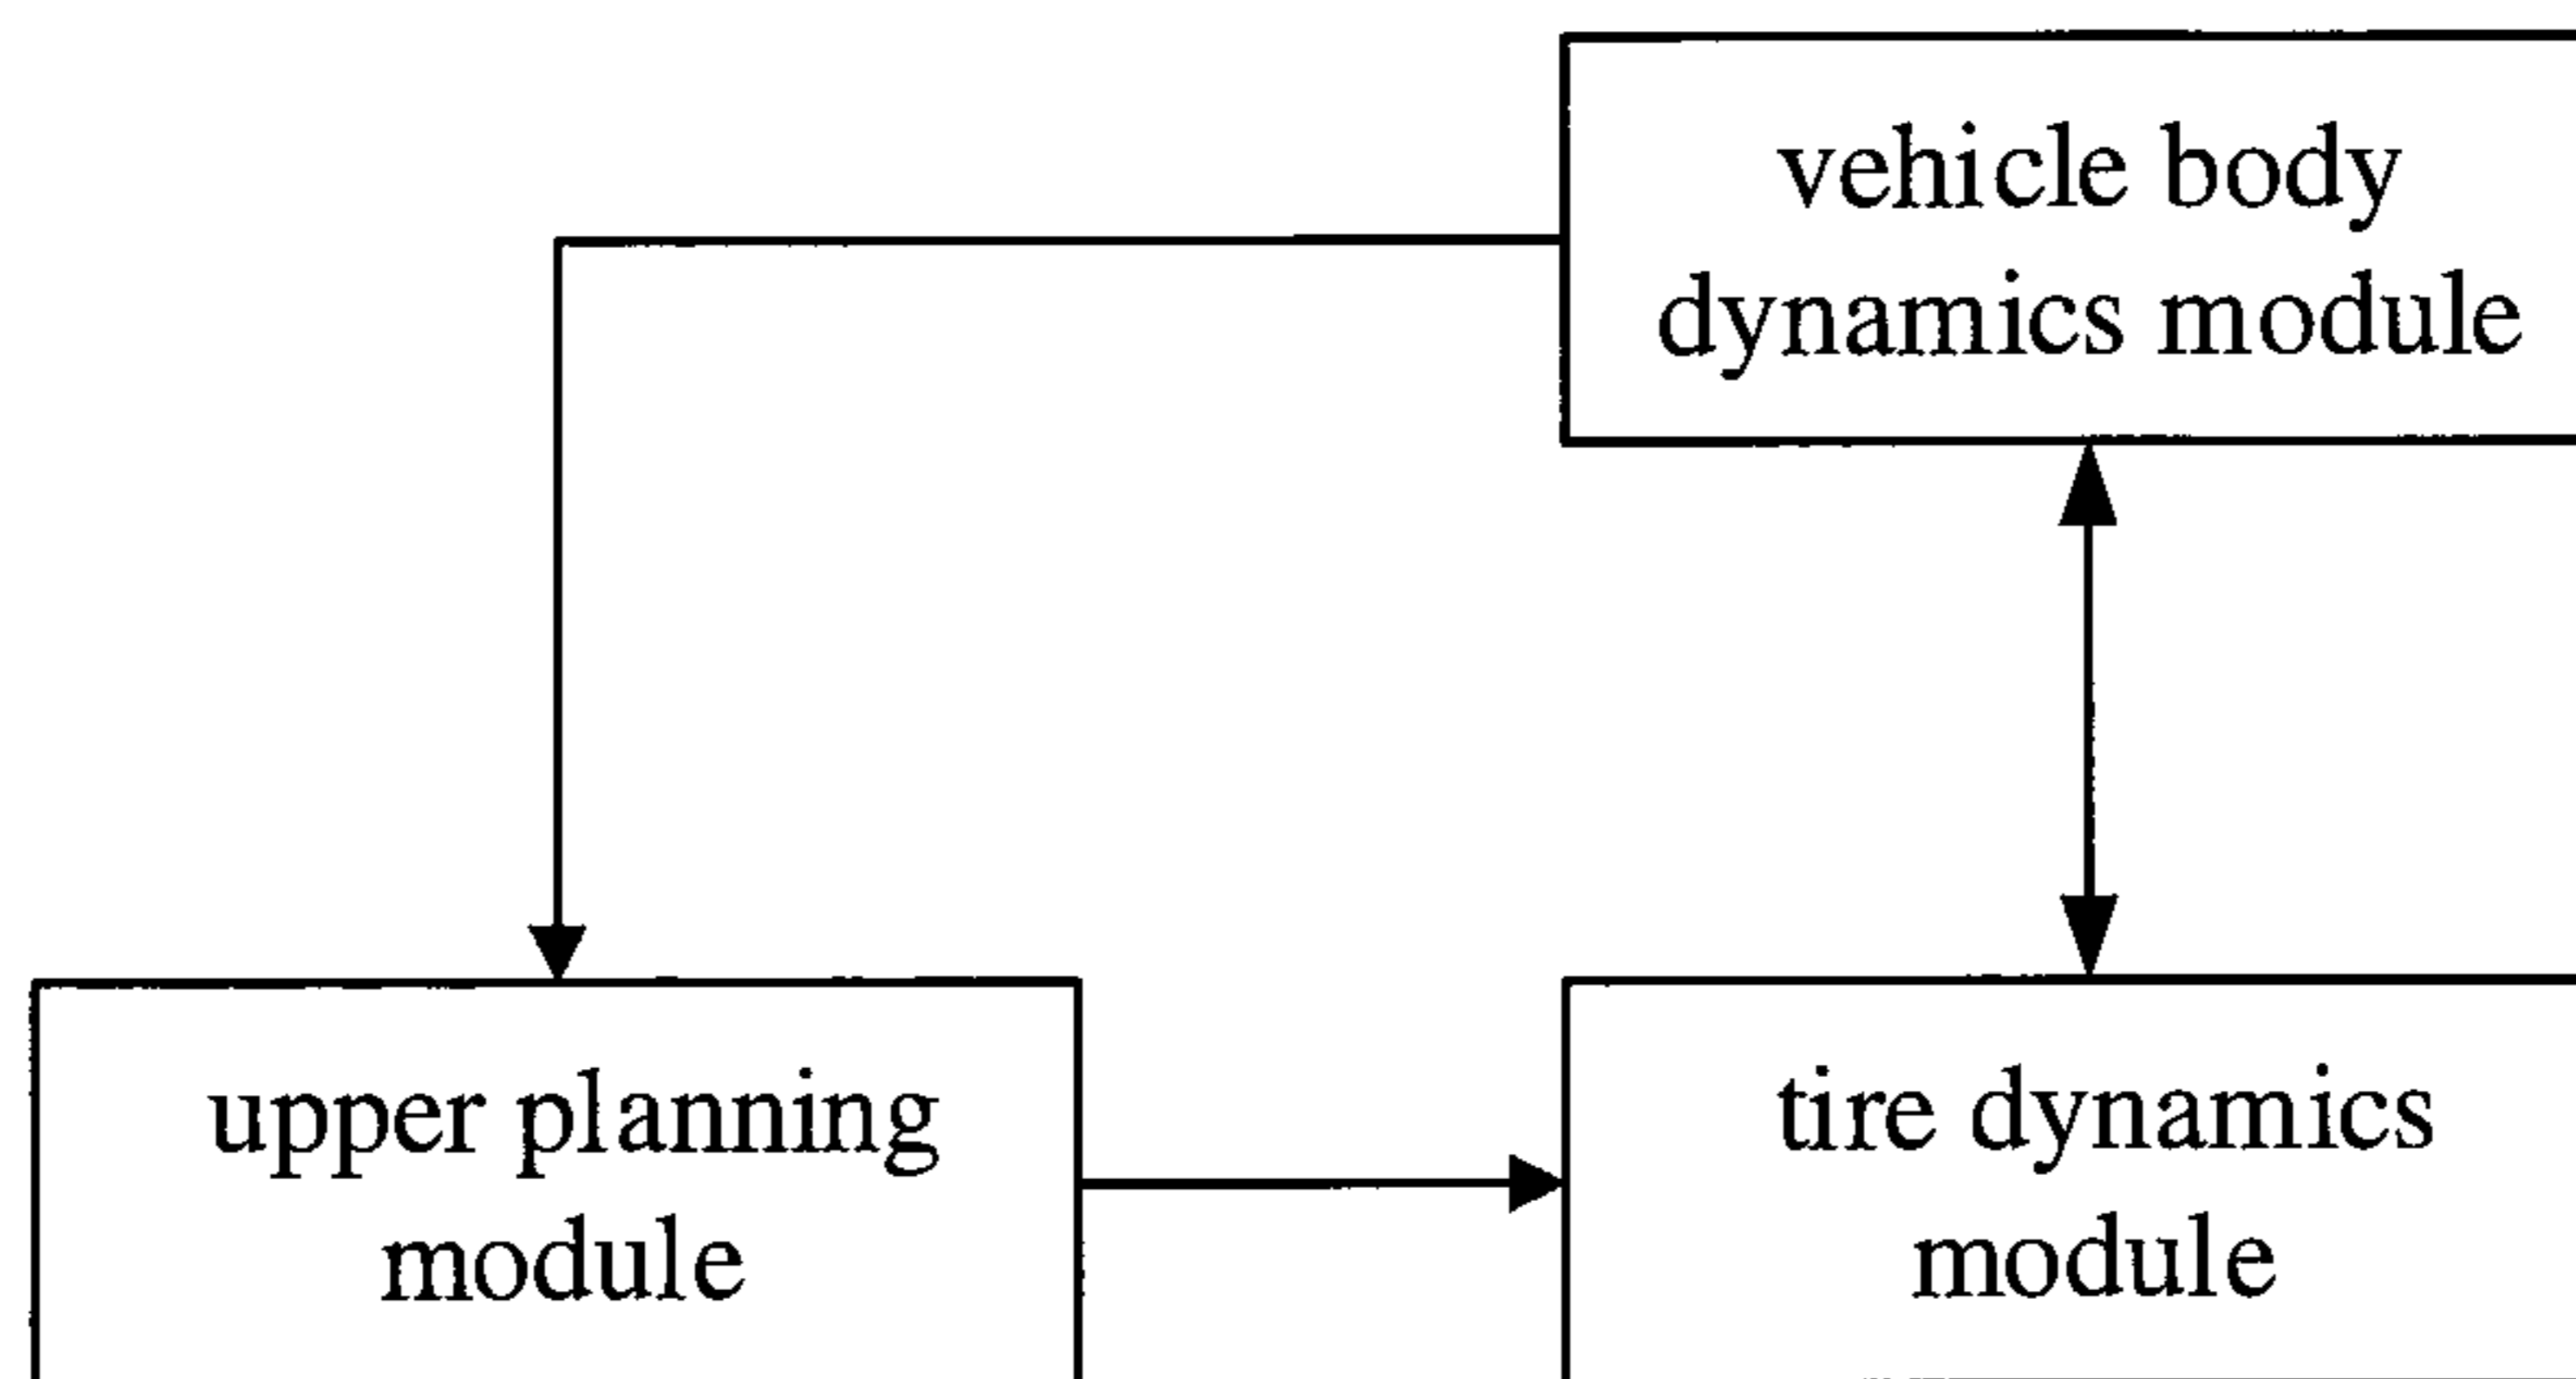 vehicle body
dynamics module
upper planning
module
tire dynamics
module